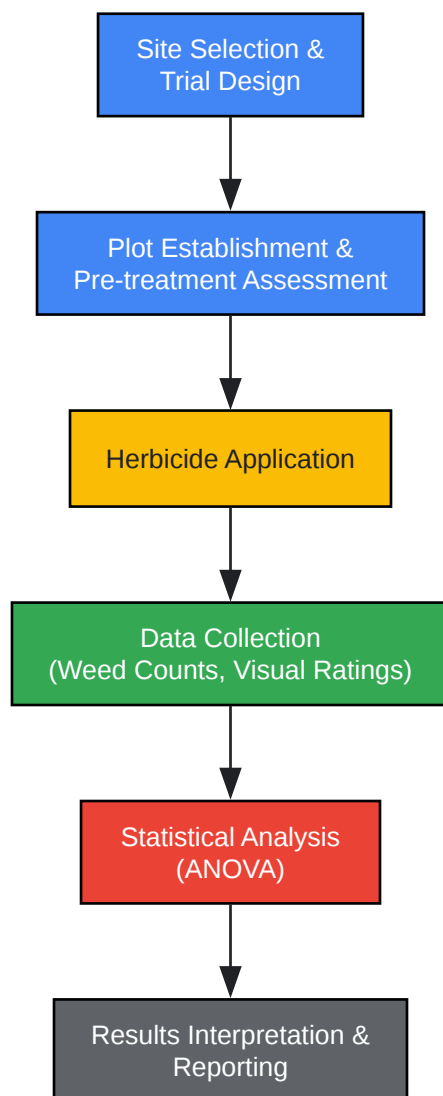 Site Selection &
Trial Design
Plot Establishment &
Pre-treatment Assessment
Herbicide Application
Data Collection
(Weed Counts, Visual Ratings)
Statistical Analysis
(ANOVA)
Results Interpretation &
Reporting